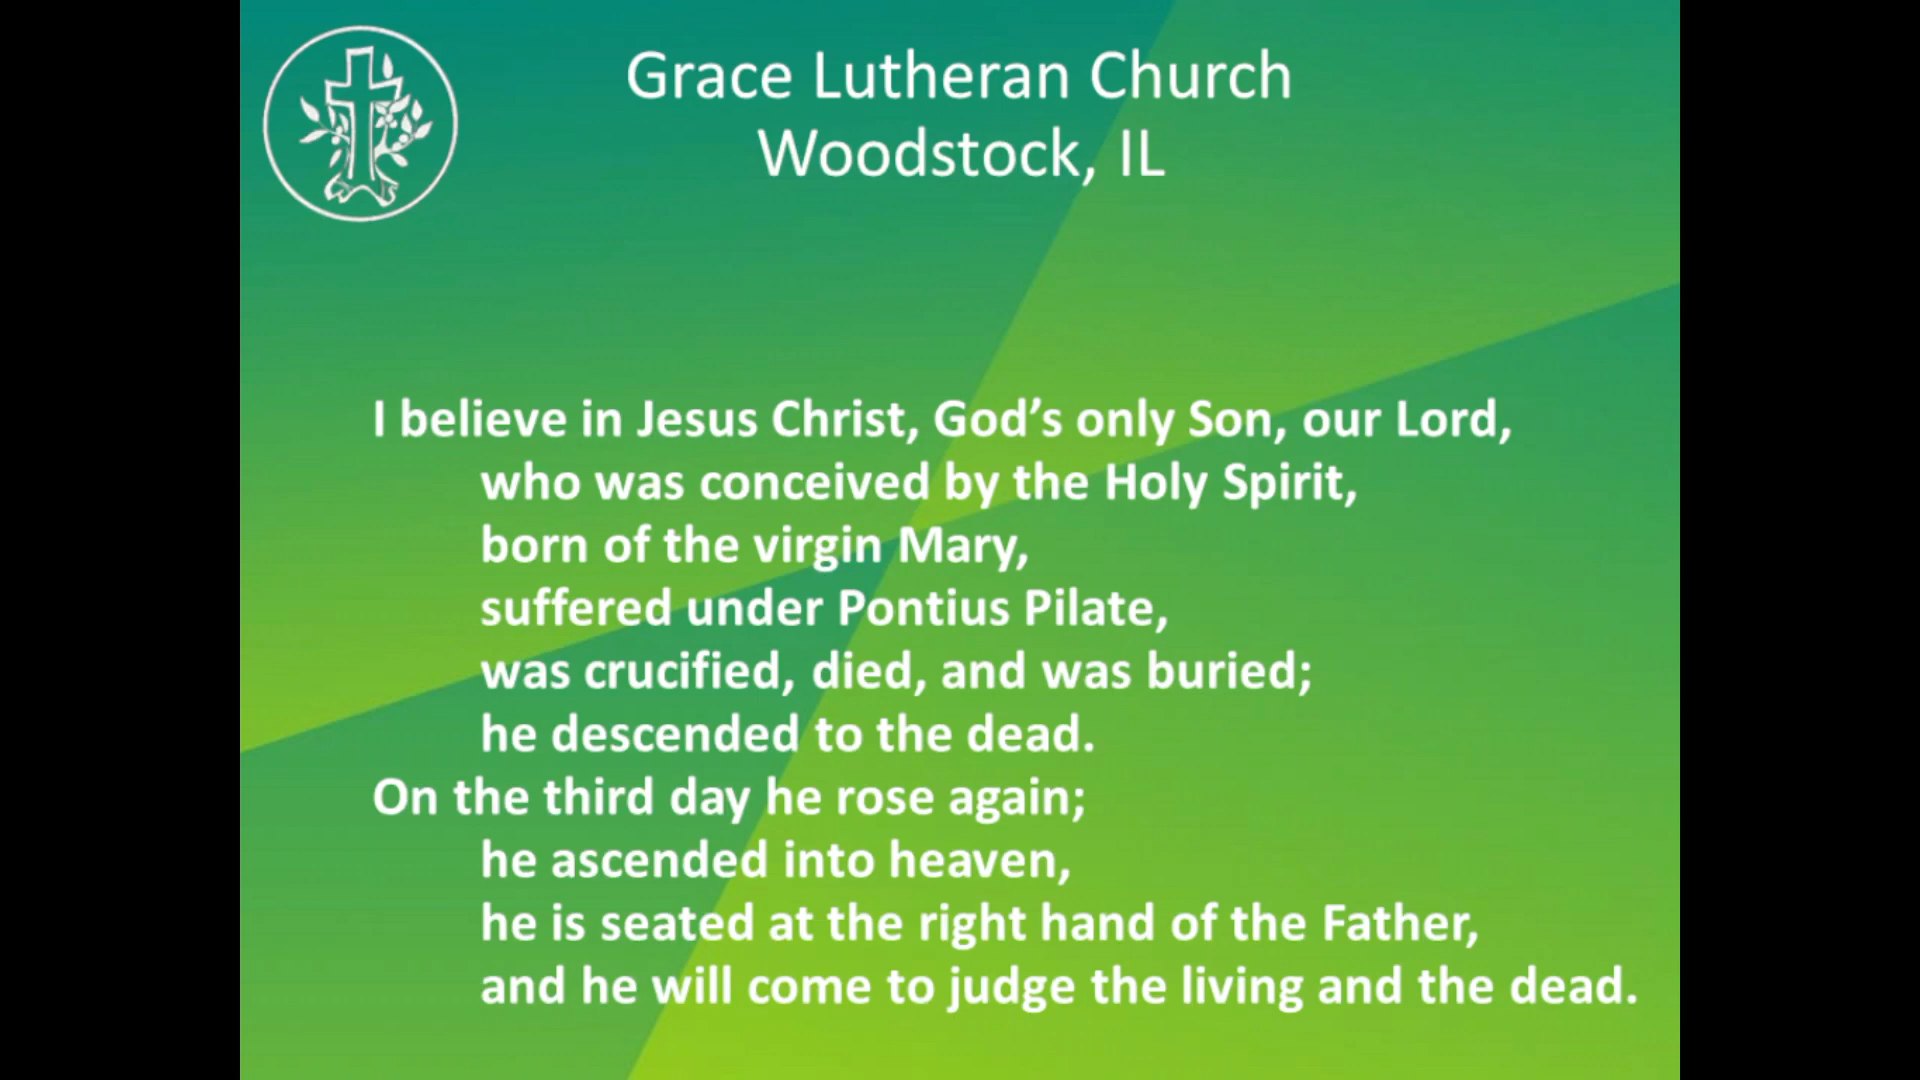 Grace Lutheran Church
Woodstock, IL
I believe in Jesus Christ, God’s only Son, our Lord,
who was conceived by the Holy Spirit,
born of the virgin Mary,
suffered under Pontius Pilate,
was crucified, died, and was buried;
he descended to the dead.
On the third day he rose again;
he ascended into heaven,
he is seated at the right hand of the Father,
and he will come to judge the living and the dead.